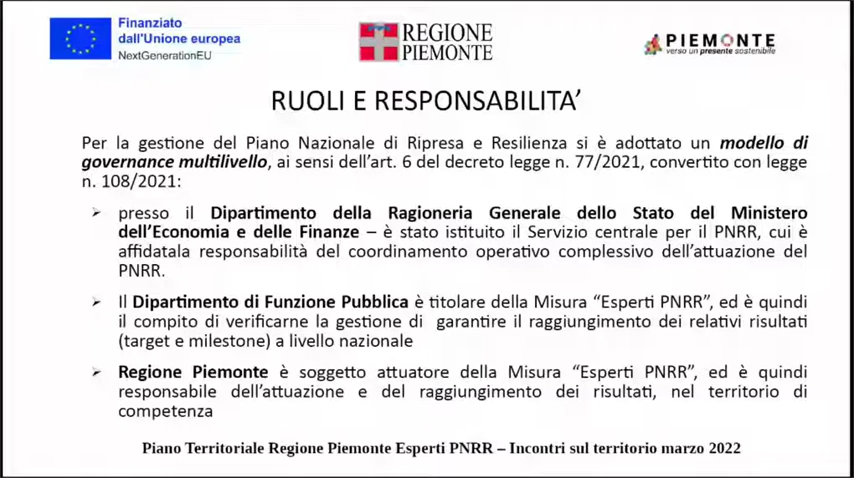 Finanziato
dall'Unione europea
NextGenerationEU
REGIONE
PIEMONTE
PIEMONTE
verso un presente sostenibile
RUOLI E RESPONSABILITA’
Per la gestione del Piano Nazionale di Ripresa e Resilienza si è adottato un modello di
governance multilivello, ai sensi dell’art. 6 del decreto legge n. 77/2021, convertito con legge
n. 108/2021:
➢ presso il Dipartimento della Ragioneria Generale dello Stato del Ministero
dell’Economia e delle Finanze – è stato istituito il Servizio centrale per il PNRR, cui è
affidatala responsabilità del coordinamento operativo complessivo dell’attuazione del
PNRR.
➢ Il Dipartimento di Funzione Pubblica è titolare della Misura “Esperti PNRR”, ed è quindi
il compito di verificarne la gestione di garantire il raggiungimento dei relativi risultati
(target e milestone) a livello nazionale
➢ Regione Piemonte è soggetto attuatore della Misura “Esperti PNRR”, ed è quindi
responsabile dell’attuazione e del raggiungimento dei risultati, nel territorio di
competenza
Piano Territoriale Regione Piemonte Esperti PNRR – Incontri sul territorio marzo 2022